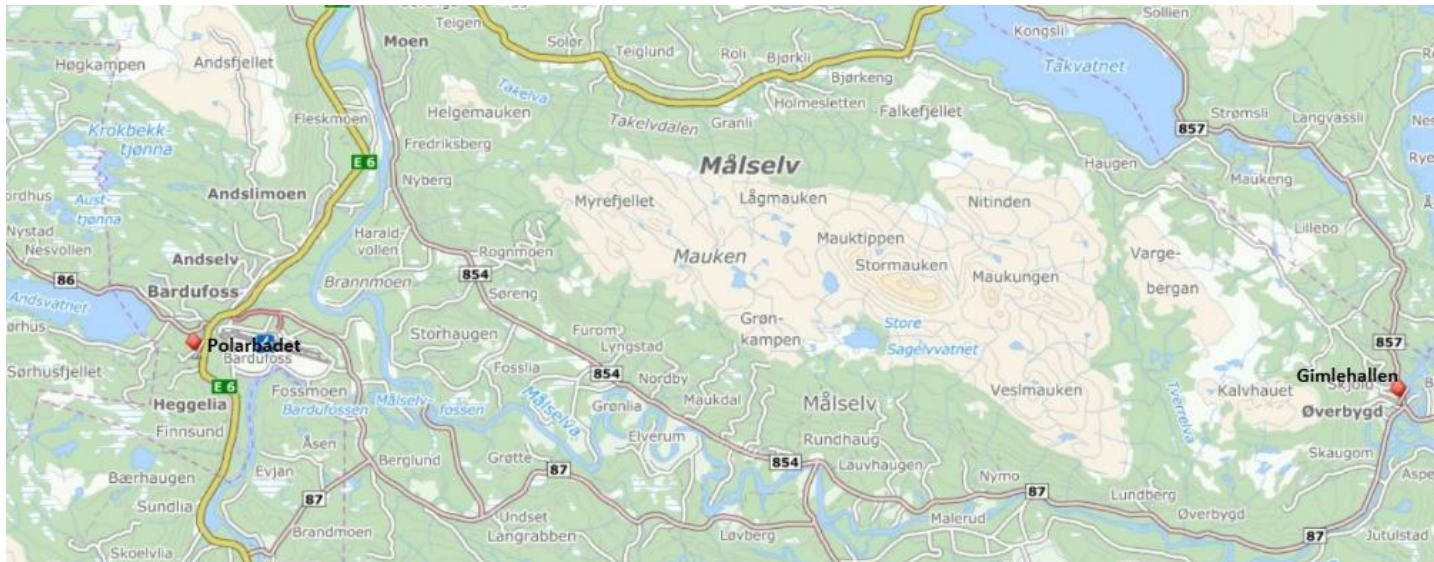 Teigen
Moen
Solør
Teiglund
Roli
Bjørkli
Bjørkeng
Holmesletten
Granli
Takelvdalen
Takelva
Helgemauken
Høgkampen
Andsfjellet
Fleskmoen
Krokbekk-
tjønna
Fredriksberg
E 6
Nyberg
Andslimoen
Aust-
tjønna
Nystad
Nesvollen
Andselv
Harald-
vollen
Brannmoen
Rognmoen
854
Søreng
86
Bardufoss
Andsvatnet
Polarbadet
Bardufoss
Sørhusfjellet
E 6
Heggelia
Finnsund
Fossmoen
Bardufossen
Målselv-
fossen
Storhaugen
Fosslia
Furom
Lyngstad
854
Nordby
Maukdal
Målselva
Grønlia
Elverum
Åsen
Berglund
Grøtte
87
Bærhaugen
Eyjan
Sundlia
87
Brandmoen
Skoelvlia
Undset
Langrabben
Løvberg
Målselv
Myrefjellet
Lågmauken
Mauken
Mauktippen
Stormauken
Maukungen
Grøn-
kampen
Store
Sagelvvatnet
Veslmauken
Målselv
854
Rundhaug
Lauvhaugen
Nymo
87
Malerud
Lundberg
Øverbygd
Kongsli
Sollien
Takvatnet
Falkefjellet
857
Strømsli
Langvassli
Haugen
Maukeng
Nitinden
Lillebo
Varge-
bergan
857
Gimlehallen
Skjold
Kalvhauet
Øverbygd
Tverrelva
Skaugom
87
Jutulstad